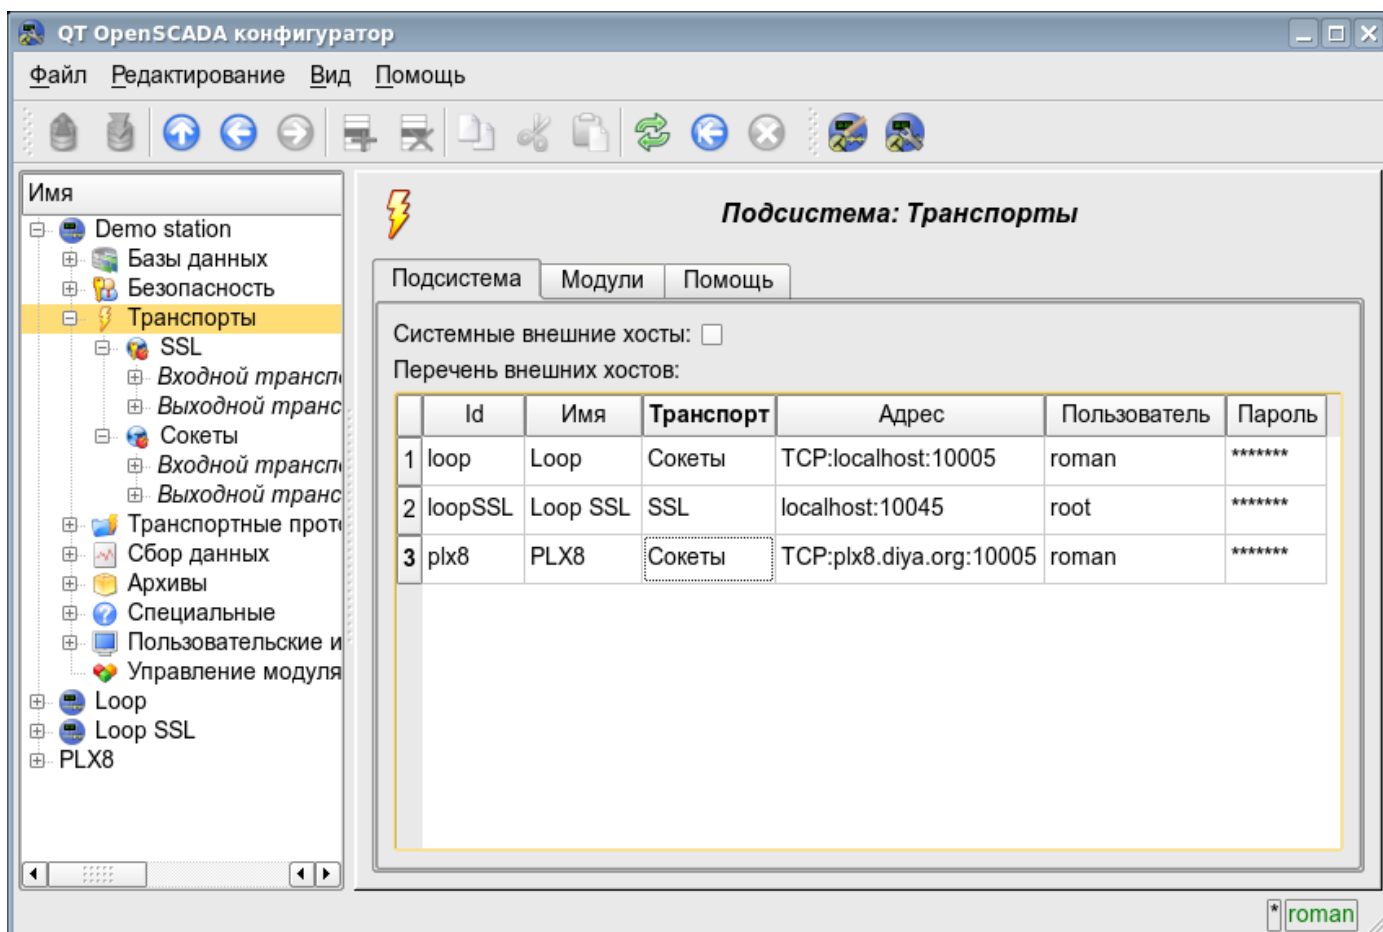 QT OpenSCADA конфигуратор
Файл Редактирование Вид Помощь
Имя
Demo station
Базы данных
Безопасность
Транспорты
SSL
Входной трансп
Выходной транс
Сокеты
Входной трансп
Выходной транс
Транспортные прот
Сбор данных
Архивы
Специальные
Пользовательские и
Управление модуля
Loop
Loop SSL
PLX8
Подсистема: Транспорты
Подсистема Модули Помощь
Системные внешние хосты:
Перечень внешних хостов:
Id Имя Транспорт Адрес Пользователь Пароль
1 loop Loop Сокеты TCP:localhost:10005 roman *******
2 loopSSL Loop SSL SSL localhost:10045 root *******
3 plx8 PLX8 Сокеты TCP:plx8.diya.org:10005 roman *******
* roman